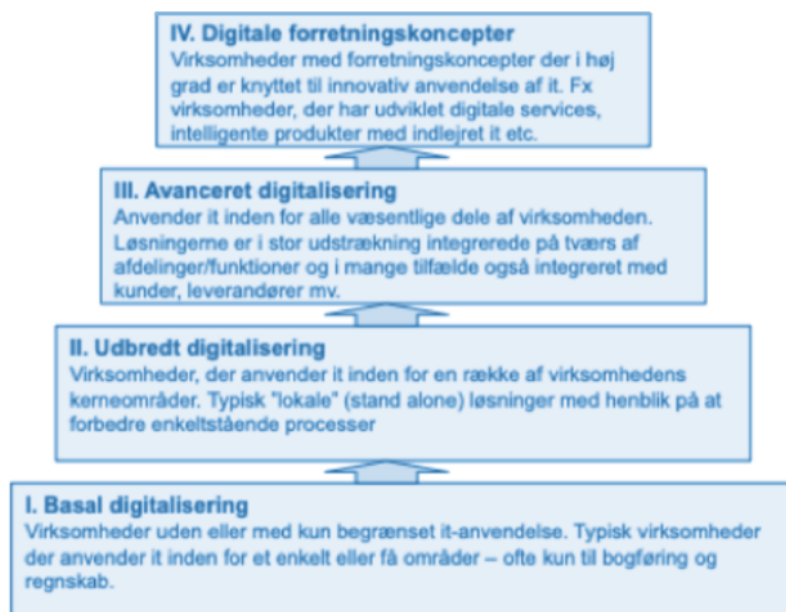 IV. Digitale forretningskoncepter
Virksomheder med forretningskoncepter der i høj
grad er knyttet til innovativ anvendelse af it. Fx
virksomheder, der har udviklet digitale services,
intelligente produkter med indlejret it etc.
III. Avanceret digitalisering
Anvender it inden for alle væsentlige dele af virksomheden.
Løsningerne er i stor udstrækning integrerede på tværs af
afdelinger/funktioner og i mange tilfælde også integreret med
kunder, leverandører mv.
II. Udbredt digitalisering
Virksomheder, der anvender it inden for en række af virksomhedens
kerneområder. Typisk "lokale" (stand alone) løsninger med henblik på at
forbedre enkeltstående processer
I. Basal digitalisering
Virksomheder uden eller med kun begrænset it-anvendelse. Typisk virksomheder
der anvender it inden for et enkelt eller få områder – ofte kun til bogføring og
regnskab.